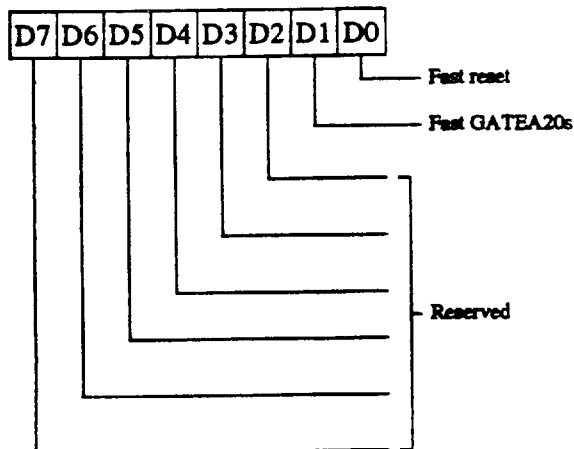 D7 D6 D5 D4 D3 D2 D1 D0
Fast reset
Fast GATEA20s
Reserved